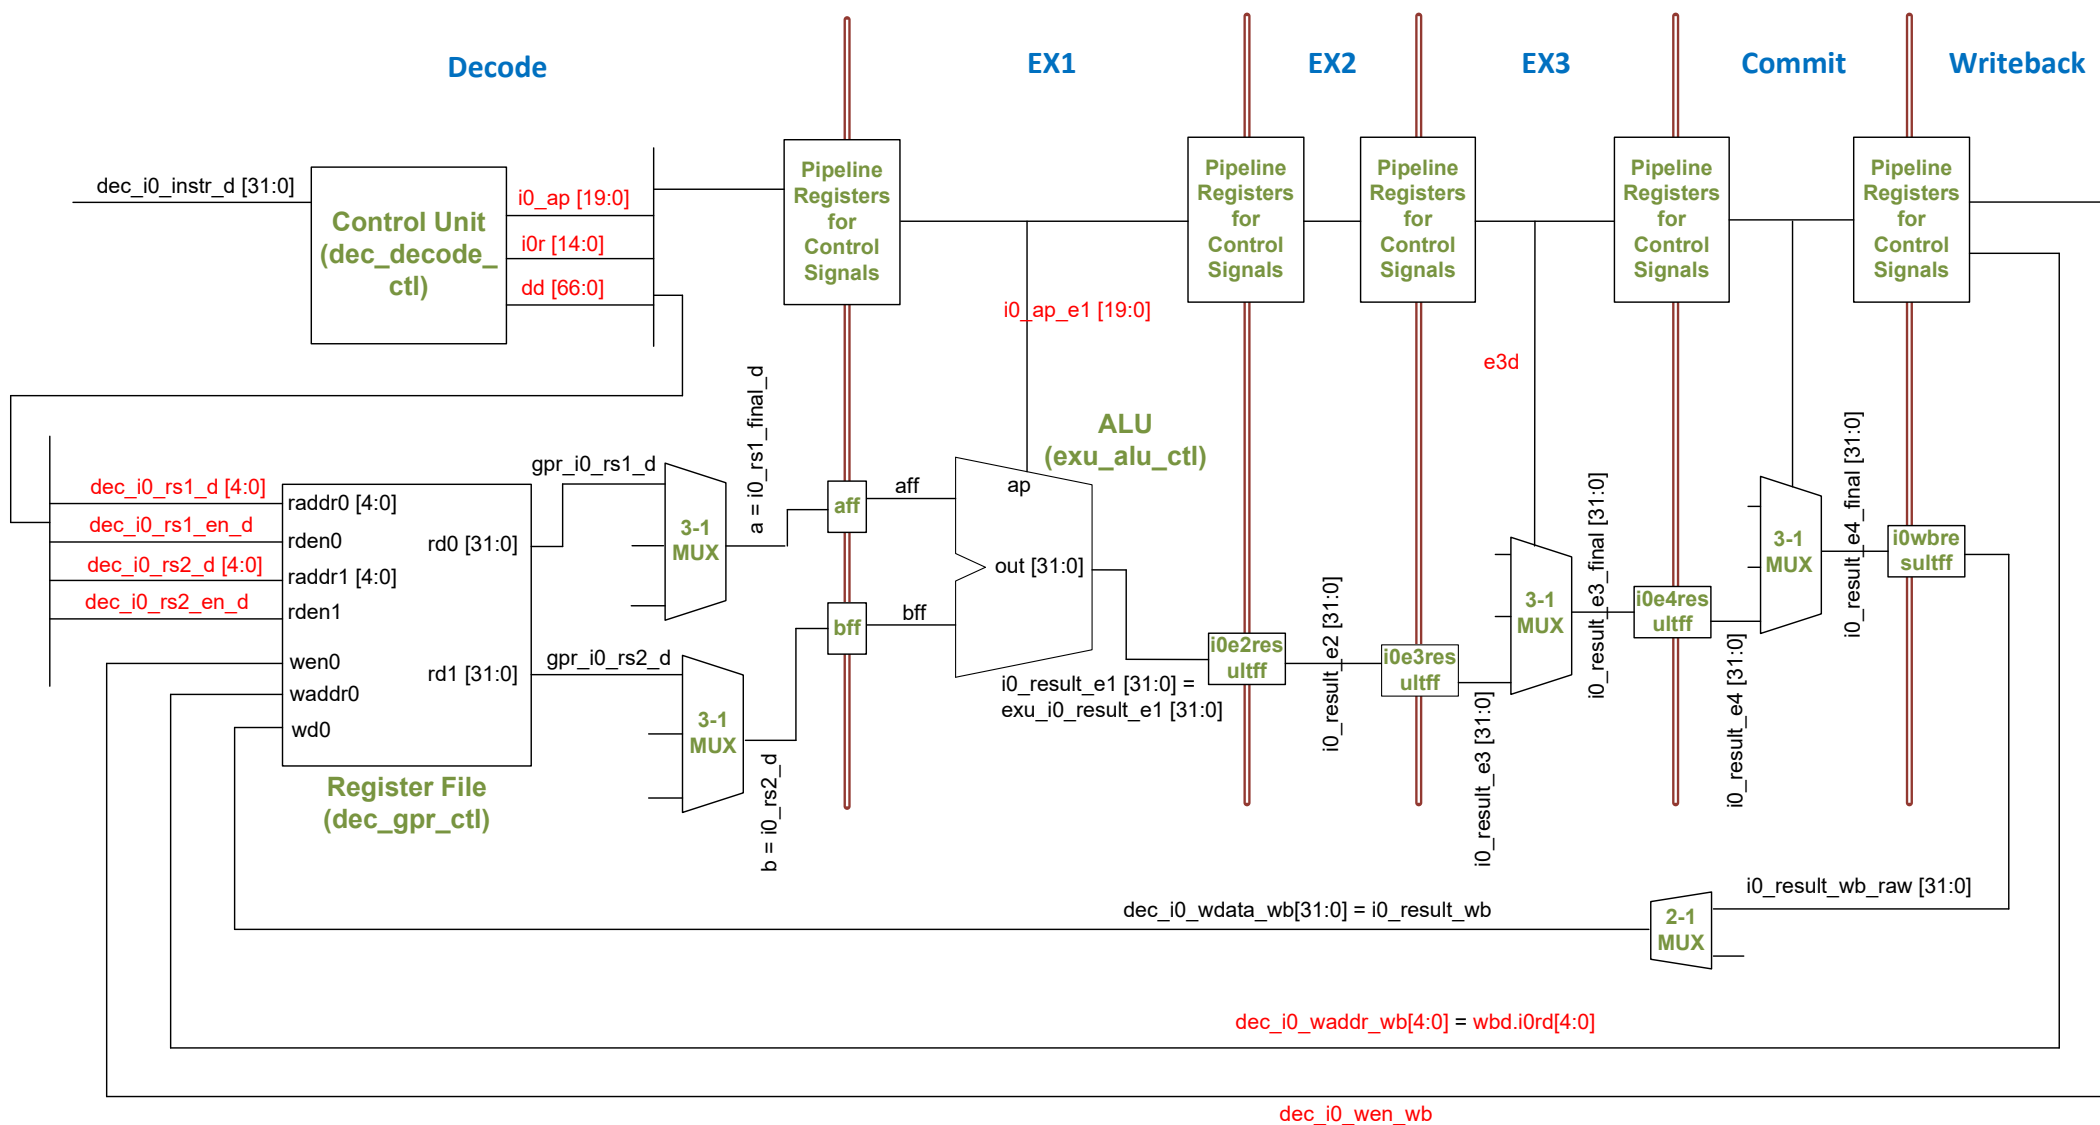 Decode
EX1
EX2
EX3
Commit
Writeback
dec_i0_instr_d [31:0]
Control Unit
(dec_decode_
ctl)
i0_ap [19:0]
i0r [14:0]
dd [66:0]
Pipeline
Registers
for
Control
Signals
Pipeline
Registers
for
Control
Signals
Pipeline
Registers
for
Control
Signals
Pipeline
Registers
for
Control
Signals
Pipeline
Registers
for
Control
Signals
i0_ap_e1 [19:0]
e3d
dec_i0_rs1_d [4:0]
dec_i0_rs1_en_d
dec_i0_rs2_d [4:0]
dec_i0_rs2_en_d
raddr0 [4:0]
rden0
raddr1 [4:0]
rden1
wen0
waddr0
wd0
rd0 [31:0]
rd1 [31:0]
Register File
(dec_gpr_ctl)
gpr_i0_rs1_d
gpr_i0_rs2_d
3-1
MUX
3-1
MUX
a = i0_rs1_final_d
b = i0_rs2_d
aff
bff
aff
bff
ALU
(exu_alu_ctl)
ap
out [31:0]
i0_result_e1 [31:0] =
exu_i0_result_e1 [31:0]
i0e2res
ultff
i0_result_e2 [31:0]
i0e3res
ultff
i0_result_e3 [31:0]
3-1
MUX
i0_result_e3_final [31:0]
i0e4res
ultff
i0_result_e4 [31:0]
3-1
MUX
i0_result_e4_final [31:0]
i0wbre
sultff
i0_result_wb_raw [31:0]
2-1
MUX
dec_i0_wdata_wb[31:0] = i0_result_wb
dec_i0_waddr_wb[4:0] = wbd.i0rd[4:0]
dec_i0_wen_wb